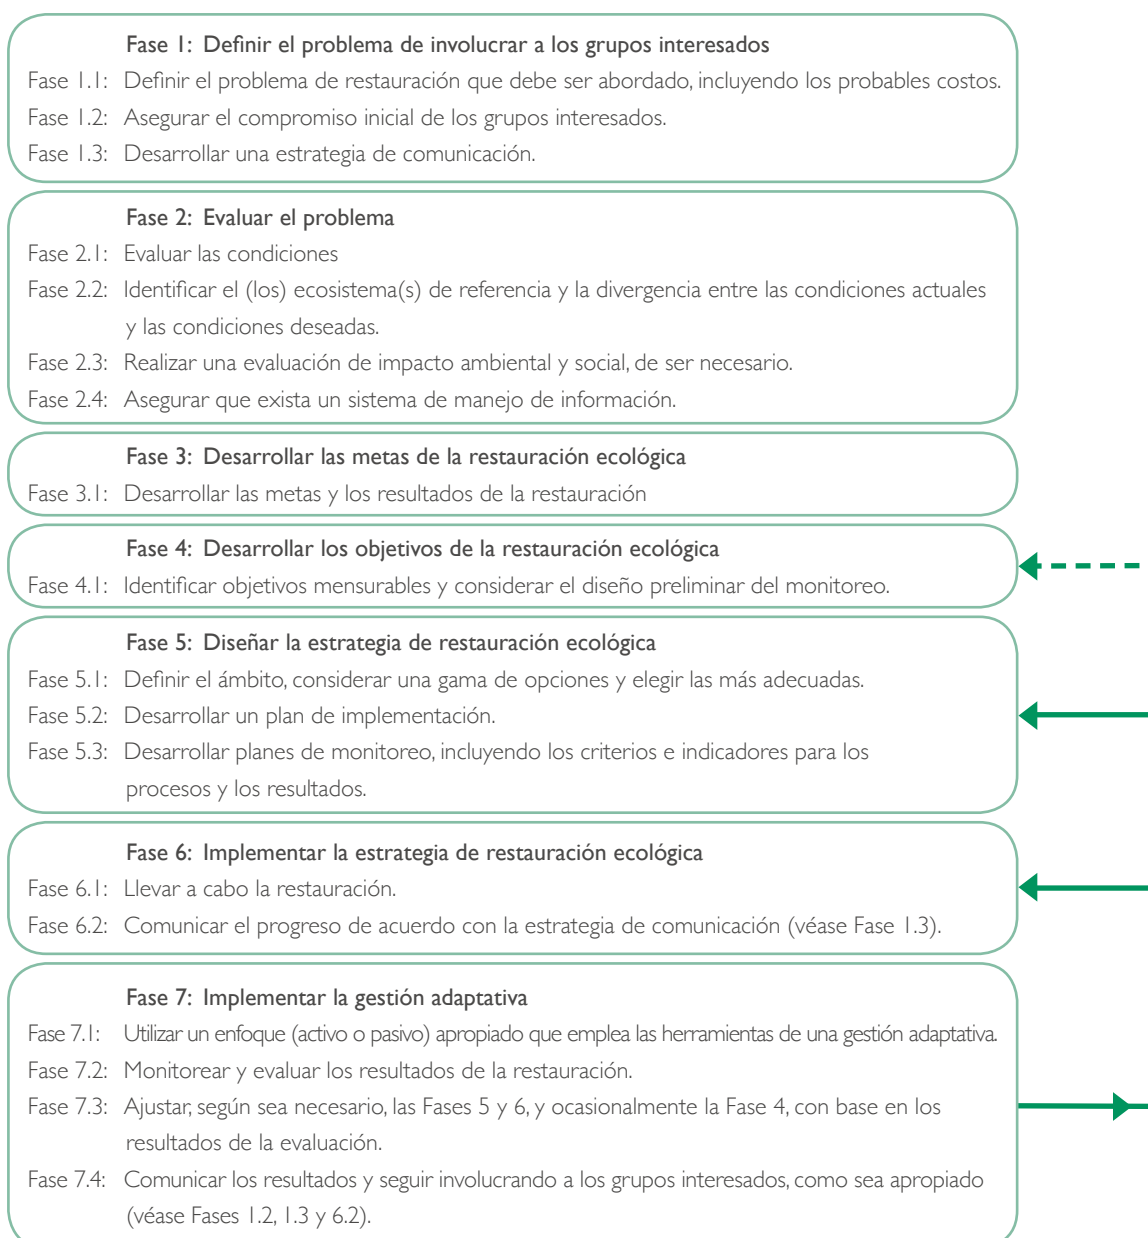 Fase 1: Definir el problema de involucrar a los grupos interesados
Fase 1.1: Definir el problema de restauración que debe ser abordado, incluyendo los probables costos.
Fase 1.2: Asegurar el compromiso inicial de los grupos interesados.
Fase 1.3: Desarrollar una estrategia de comunicación.
Fase 2: Evaluar el problema
Fase 2.1: Evaluar las condiciones
Fase 2.2: Identificar el (los) ecosistema(s) de referencia y la divergencia entre las condiciones actuales
y las condiciones deseadas.
Fase 2.3: Realizar una evaluación de impacto ambiental y social, de ser necesario.
Fase 2.4: Asegurar que exista un sistema de manejo de información.
Fase 3: Desarrollar las metas de la restauración ecológica
Fase 3.1: Desarrollar las metas y los resultados de la restauración
Fase 4: Desarrollar los objetivos de la restauración ecológica
Fase 4.1: Identificar objetivos mensurables y considerar el diseño preliminar del monitoreo.
Fase 5: Diseñar la estrategia de restauración ecológica
Fase 5.1: Definir el ámbito, considerar una gama de opciones y elegir las más adecuadas.
Fase 5.2: Desarrollar un plan de implementación.
Fase 5.3: Desarrollar planes de monitoreo, incluyendo los criterios e indicadores para los
procesos y los resultados.
Fase 6: Implementar la estrategia de restauración ecológica
Fase 6.1: Llevar a cabo la restauración.
Fase 6.2: Comunicar el progreso de acuerdo con la estrategia de comunicación (véase Fase 1.3).
Fase 7: Implementar la gestión adaptativa
Fase 7.1: Utilizar un enfoque (activo o pasivo) apropiado que emplea las herramientas de una gestión adaptativa.
Fase 7.2: Monitorear y evaluar los resultados de la restauración.
Fase 7.3: Ajustar, según sea necesario, las Fases 5 y 6, y ocasionalmente la Fase 4, con base en los
resultados de la evaluación.
Fase 7.4: Comunicar los resultados y seguir involucrando a los grupos interesados, como sea apropiado
(véase Fases 1.2, 1.3 y 6.2).